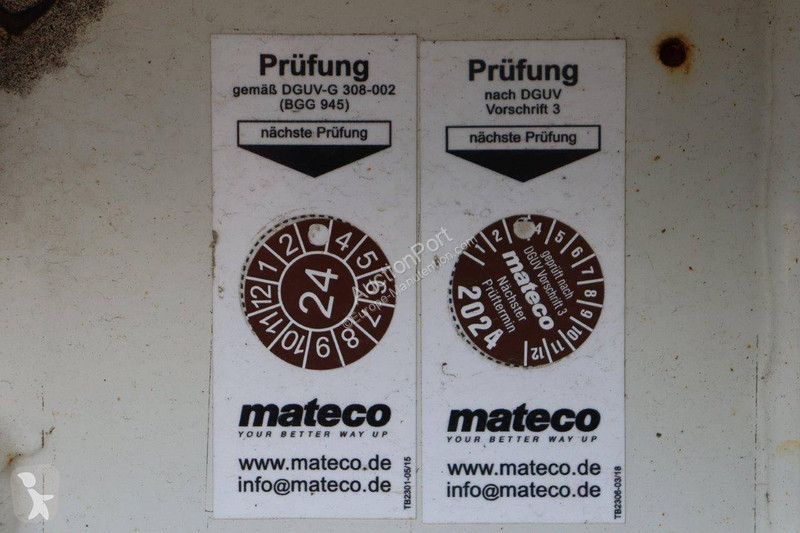 Prüfung
gemäß DGUV-G 308-002
(BGG 945)
nächste Prüfung
1 2 4 5 6 7 8 9 10 11 12
24
mateco
YOUR BETTER WAY UP
www.mateco.de
info@mateco.de
TB2301-05/15
Prüfung
nach DGUV
Vorschrift 3
nächste Prüfung
1 2 4 5 6 7 8 9 10 11 12
geprüft nach
DGUV Vorschrift 3
mateco
Nächster
Prüftermin
2024
mateco
YOUR BETTER WAY UP
www.mateco.de
info@mateco.de
TB2306-03/18
AuctionPort